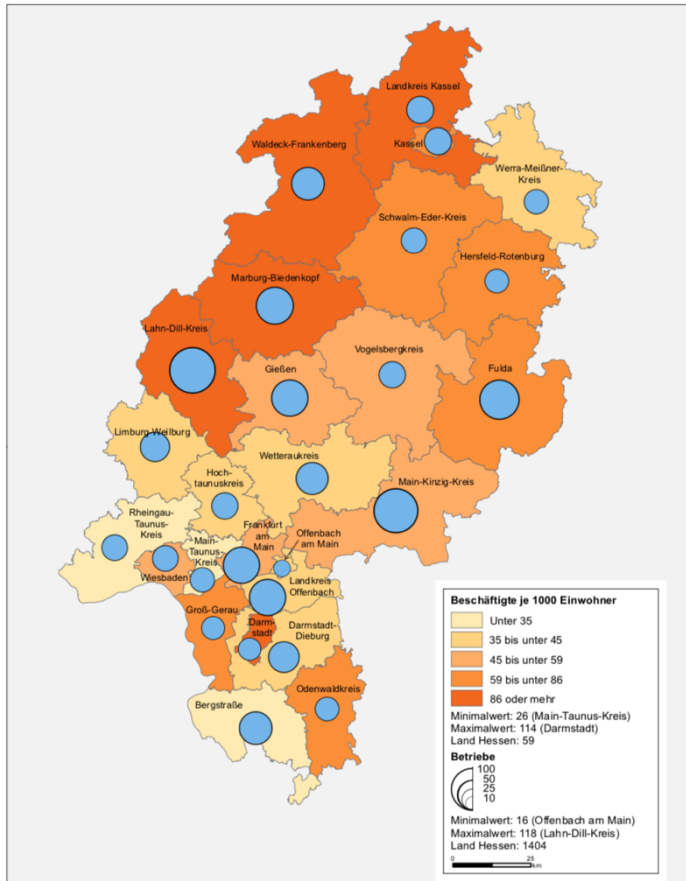 Landkreis Kassel
Kassel
Waldeck-Frankenberg
Werra-Meißner-
Kreis
Schwalm-Eder-Kreis
Hersfeld-Rotenburg
Marburg-Biedenkopf
Lahn-Dill-Kreis
Vogelsbergkreis
Gießen
Fulda
Limburg-Weilburg
Wetteraukreis
Hoch-
taunuskreis
Main-Kinzig-Kreis
Rheingau-
Taunus-
Kreis
Frankfurt
am
Main
Offenbach
am Main
Main-
Taunus-
Kreis
Wiesbaden
Landkreis
Offenbach
Groß-Gerau
Darm-
stadt
Darmstadt-
Dieburg
Odenwaldkreis
Bergstraße
Beschäftigte je 1000 Einwohner
Unter 35
35 bis unter 45
45 bis unter 59
59 bis unter 86
86 oder mehr
Minimalwert: 26 (Main-Taunus-Kreis)
Maximalwert: 114 (Darmstadt)
Land Hessen: 59
Betriebe
100
50
25
10
Minimalwert: 16 (Offenbach am Main)
Maximalwert: 118 (Lahn-Dill-Kreis)
Land Hessen: 1404
0 25
km